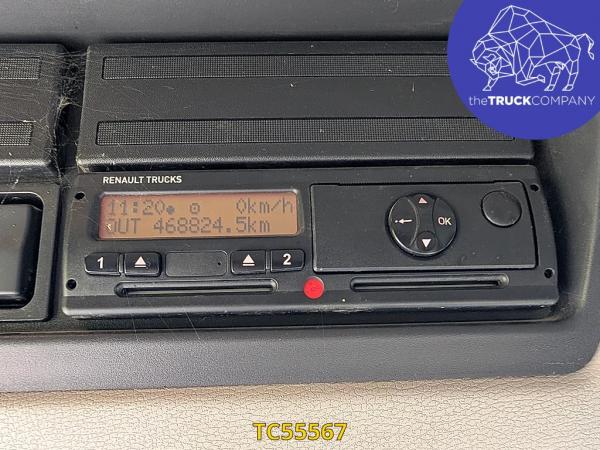 theTRUCKCOMPANY
RENAULT TRUCKS
11:20 0km/h
OUT 468824.5km
1 2
OK
TC55567